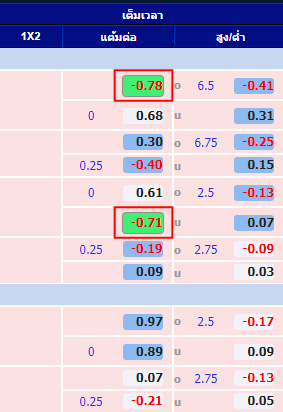 เต็มเวลา
1X2 แต้มต่อ สูง/ต่ำ
-0.78 o 6.5 -0.41
0 0.68 u 0.31
0.30 o 6.75 -0.25
0.25 -0.40 u 0.15
0 0.61 o 2.5 -0.13
-0.71 u 0.07
0.25 -0.19 o 2.75 -0.09
0.09 u 0.03
0.97 o 2.5 -0.17
0 0.89 u 0.09
0.07 o 2.75 -0.13
0.25 -0.21 u 0.05